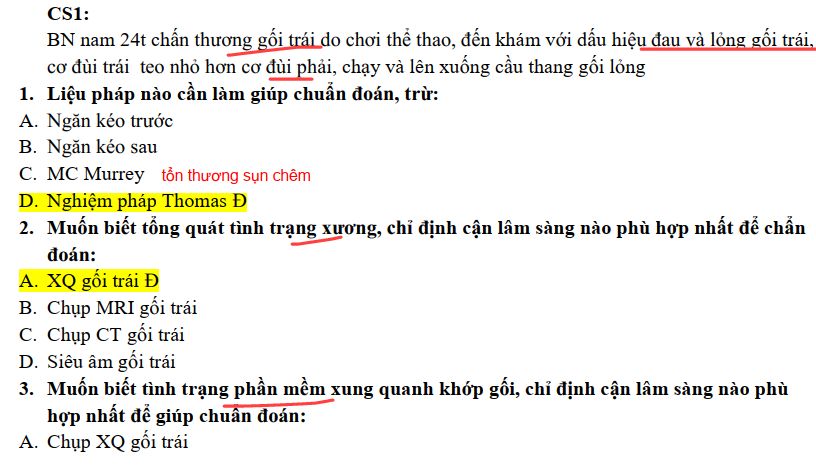 CS1:
BN nam 24t chấn thương gối trái do chơi thể thao, đến khám với dấu hiệu đau và lỏng gối trái,
cơ đùi trái teo nhỏ hơn cơ đùi phải, chạy và lên xuống cầu thang gối lỏng
1. Liệu pháp nào cần làm giúp chuẩn đoán, trừ:
A. Ngăn kéo trước
B. Ngăn kéo sau
C. MC Murrey tổn thương sụn chêm
D. Nghiệm pháp Thomas Đ
2. Muốn biết tổng quát tình trạng xương, chỉ định cận lâm sàng nào phù hợp nhất để chẩn
đoán:
A. XQ gối trái Đ
B. Chụp MRI gối trái
C. Chụp CT gối trái
D. Siêu âm gối trái
3. Muốn biết tình trạng phần mềm xung quanh khớp gối, chỉ định cận lâm sàng nào phù
hợp nhất để giúp chuẩn đoán:
A. Chụp XQ gối trái